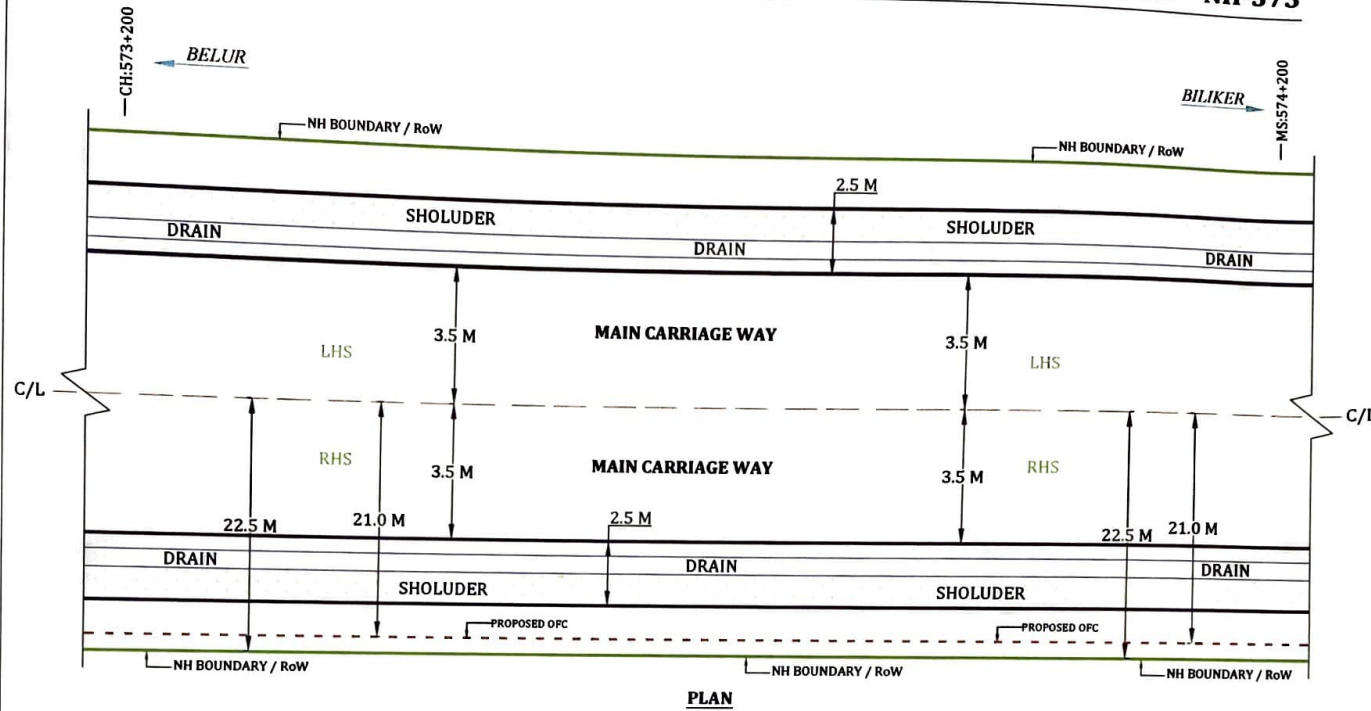 NH-373
CH:573+200
BELUR
BILIKER
MS:574+200
NH BOUNDARY / RoW
NH BOUNDARY / RoW
2.5 M
SHOLUDER
SHOLUDER
DRAIN
DRAIN
DRAIN
3.5 M
MAIN CARRIAGE WAY
3.5 M
LHS
LHS
C/L
C/L
RHS
3.5 M
MAIN CARRIAGE WAY
3.5 M
RHS
22.5 M
21.0 M
2.5 M
22.5 M
21.0 M
DRAIN
DRAIN
DRAIN
SHOLUDER
SHOLUDER
PROPOSED OFC
PROPOSED OFC
NH BOUNDARY / RoW
NH BOUNDARY / RoW
NH BOUNDARY / RoW
PLAN